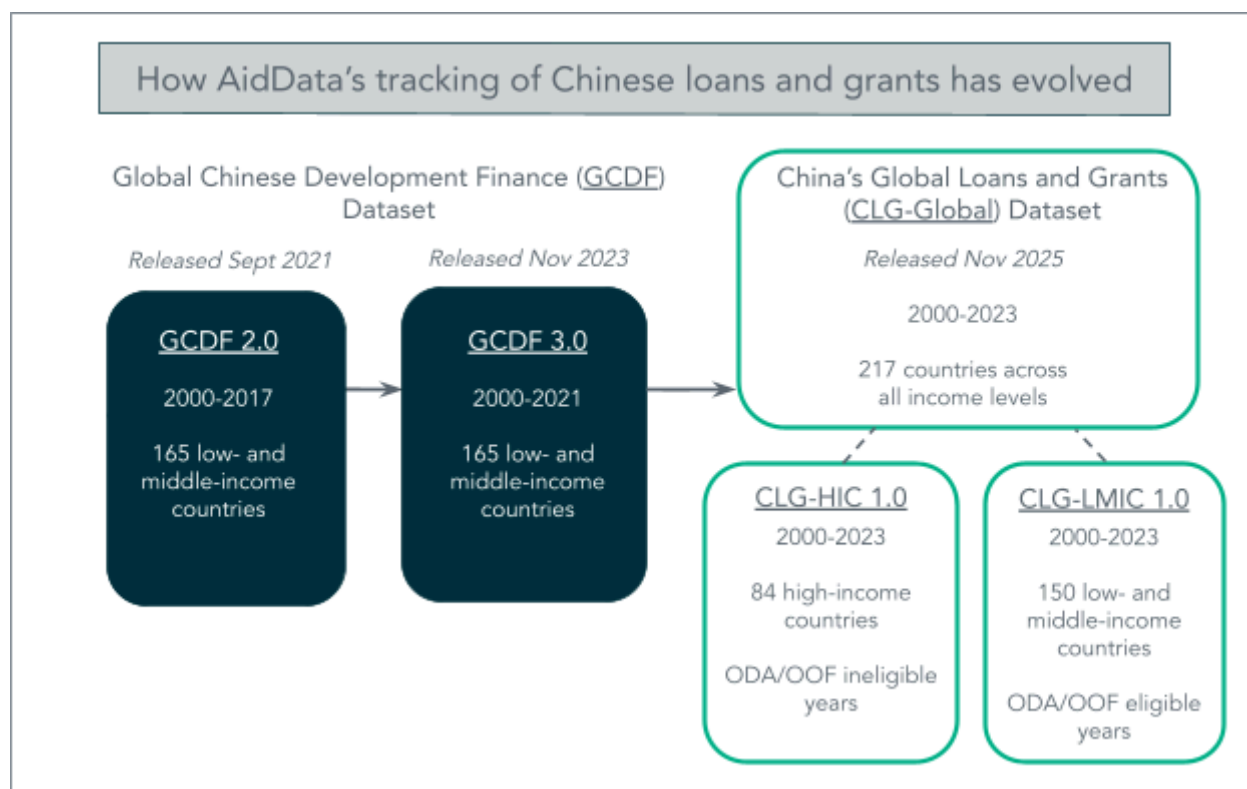 How AidData's tracking of Chinese loans and grants has evolved
Global Chinese Development Finance (GCDF)
Dataset
Released Sept 2021
GCDF 2.0
2000-2017
165 low- and
middle-income
countries
Released Nov 2023
GCDF 3.0
2000-2021
165 low- and
middle-income
countries
China's Global Loans and Grants
(CLG-Global) Dataset
Released Nov 2025
2000-2023
217 countries across
all income levels
CLG-HIC 1.0
2000-2023
84 high-income
countries
ODA/OOF ineligible
years
CLG-LMIC 1.0
2000-2023
150 low- and
middle-income
countries
ODA/OOF eligible
years